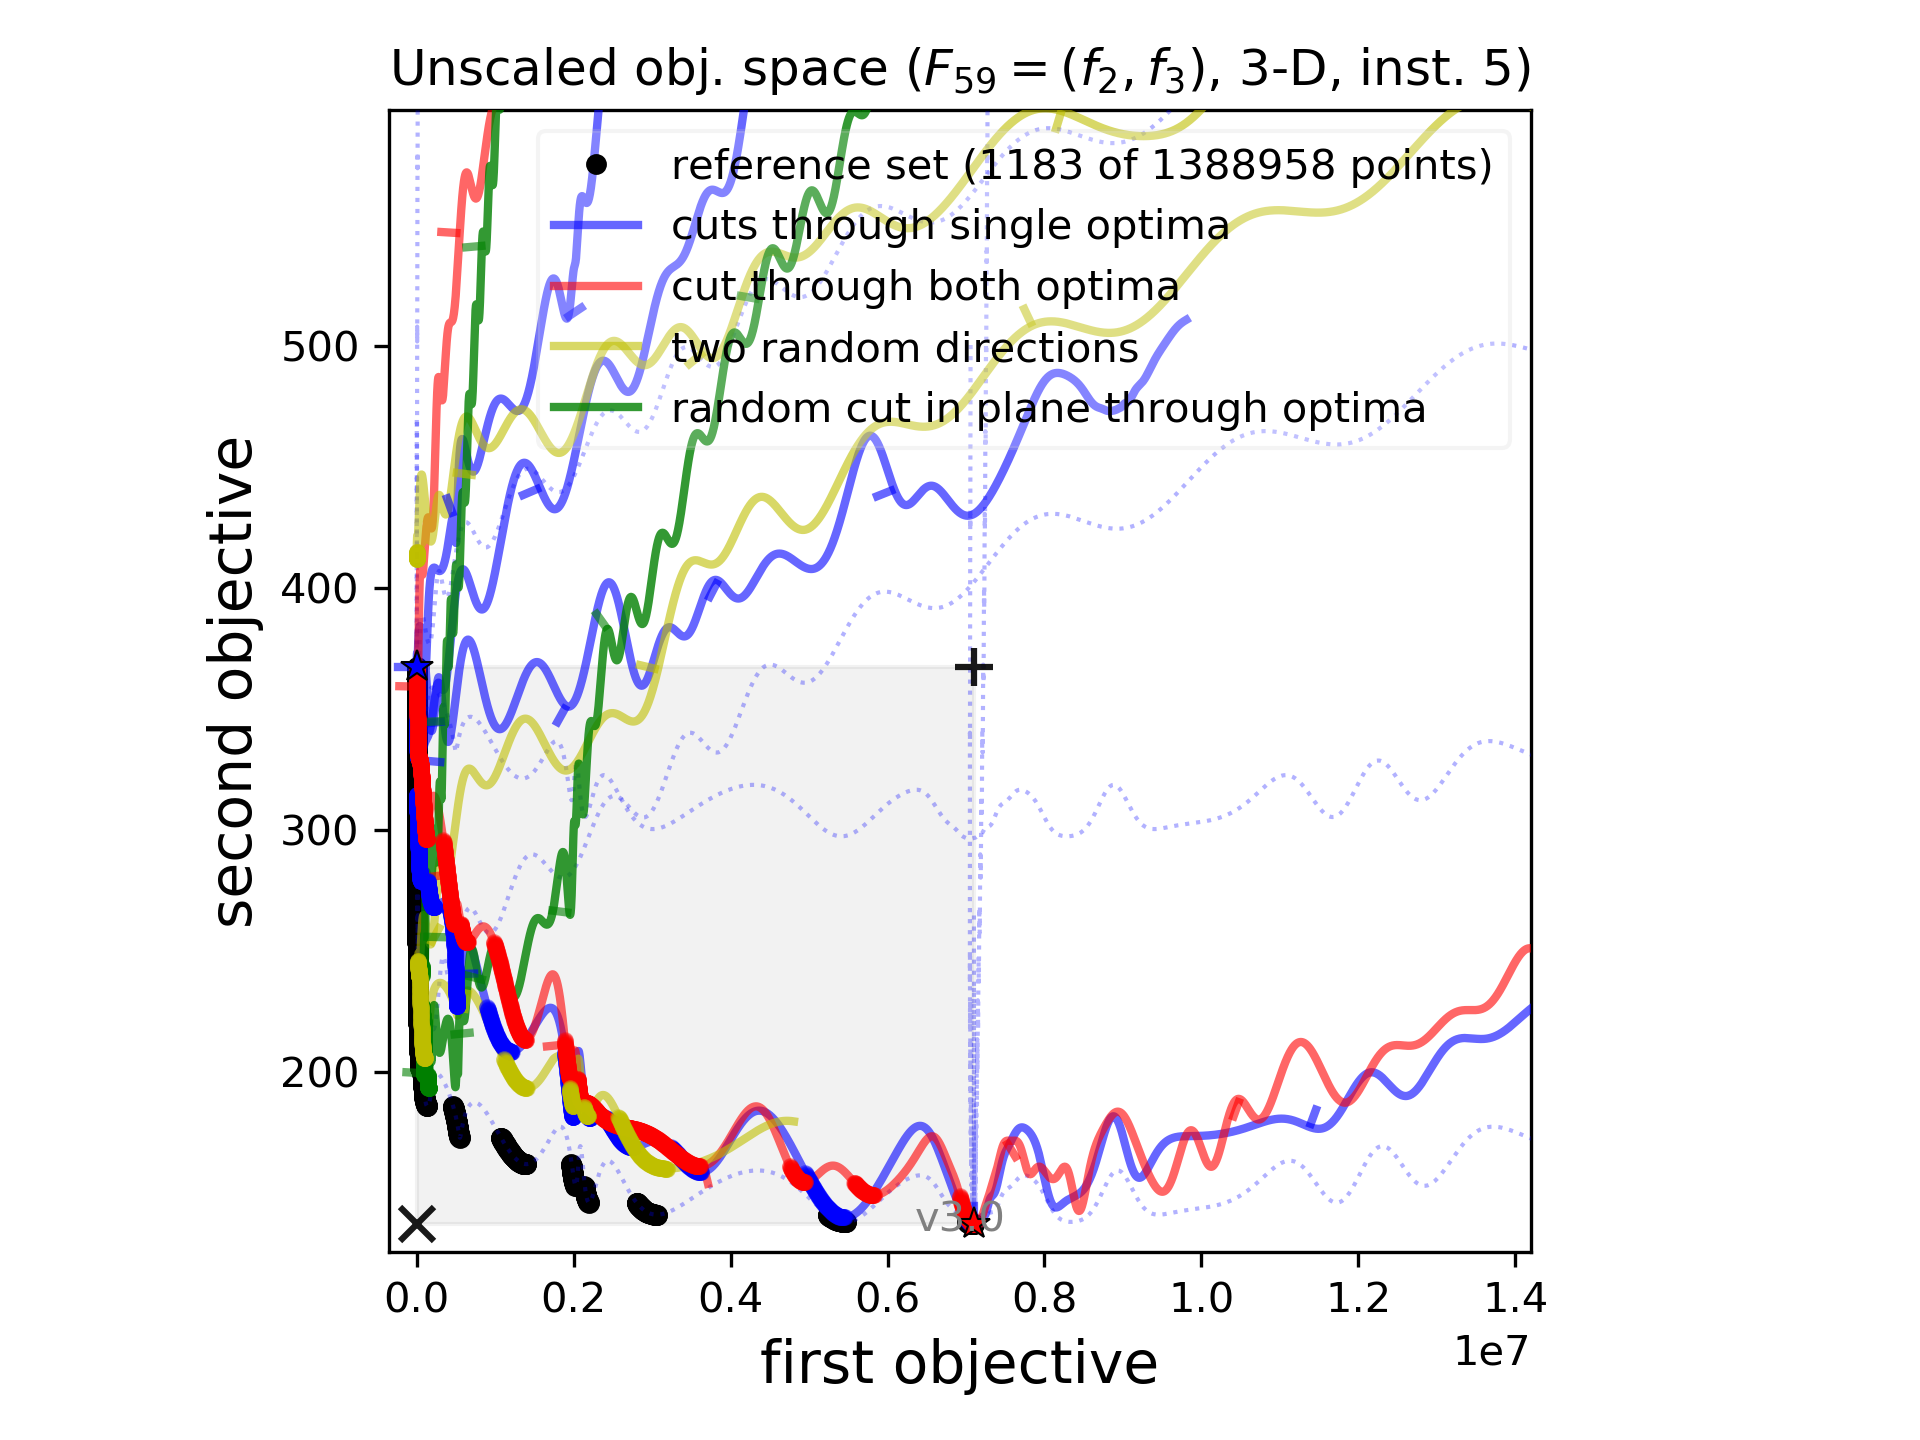 Unscaled obj. space (F₅₉ = (f₂, f₃), 3-D, inst. 5)
reference set (1183 of 1388958 points)
cuts through single optima
cut through both optima
two random directions
random cut in plane through optima
500
400
300
200
second objective
v3.0
0.0 0.2 0.4 0.6 0.8 1.0 1.2 1.4
1e7
first objective